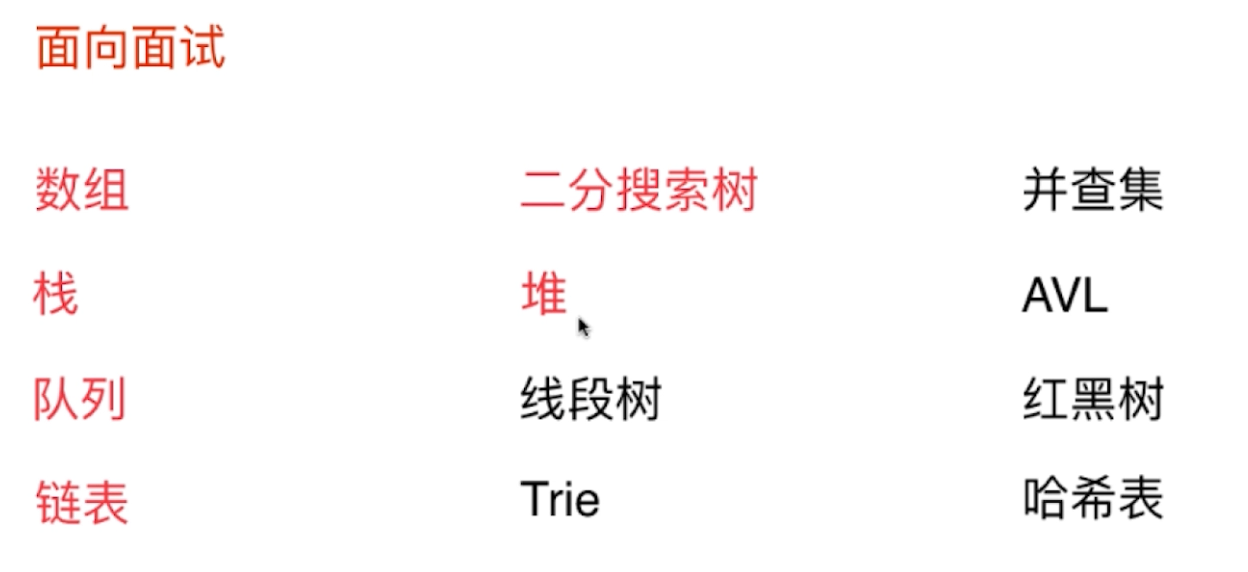 面向面试
数组 二分搜索树 并查集
栈 堆 AVL
队列 线段树 红黑树
链表 Trie 哈希表